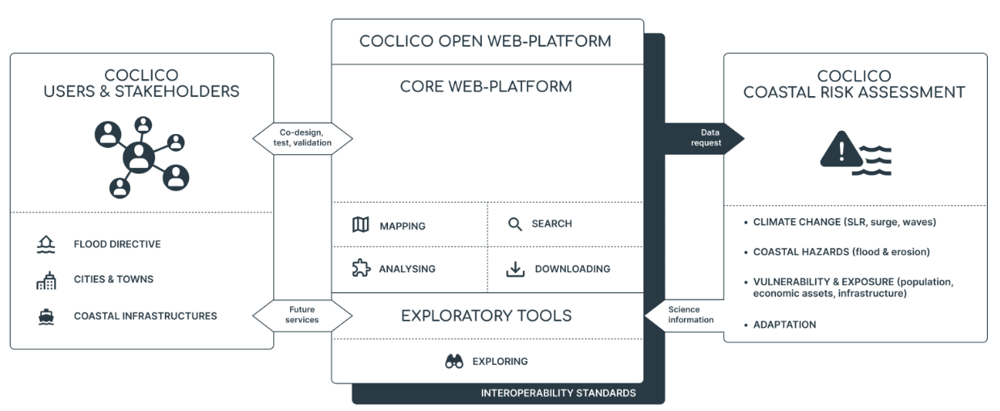 COCLICO
USERS & STAKEHOLDERS
FLOOD DIRECTIVE
CITIES & TOWNS
COASTAL INFRASTRUCTURES
Co-design,
test, validation
Future
services
COCLICO OPEN WEB-PLATFORM
CORE WEB-PLATFORM
MAPPING
SEARCH
ANALYSING
DOWNLOADING
EXPLORATORY TOOLS
EXPLORING
INTEROPERABILITY STANDARDS
Data
request
Science
information
COCLICO
COASTAL RISK ASSESSMENT
• CLIMATE CHANGE (SLR, surge, waves)
• COASTAL HAZARDS (flood & erosion)
• VULNERABILITY & EXPOSURE (population,
economic assets, infrastructure)
• ADAPTATION